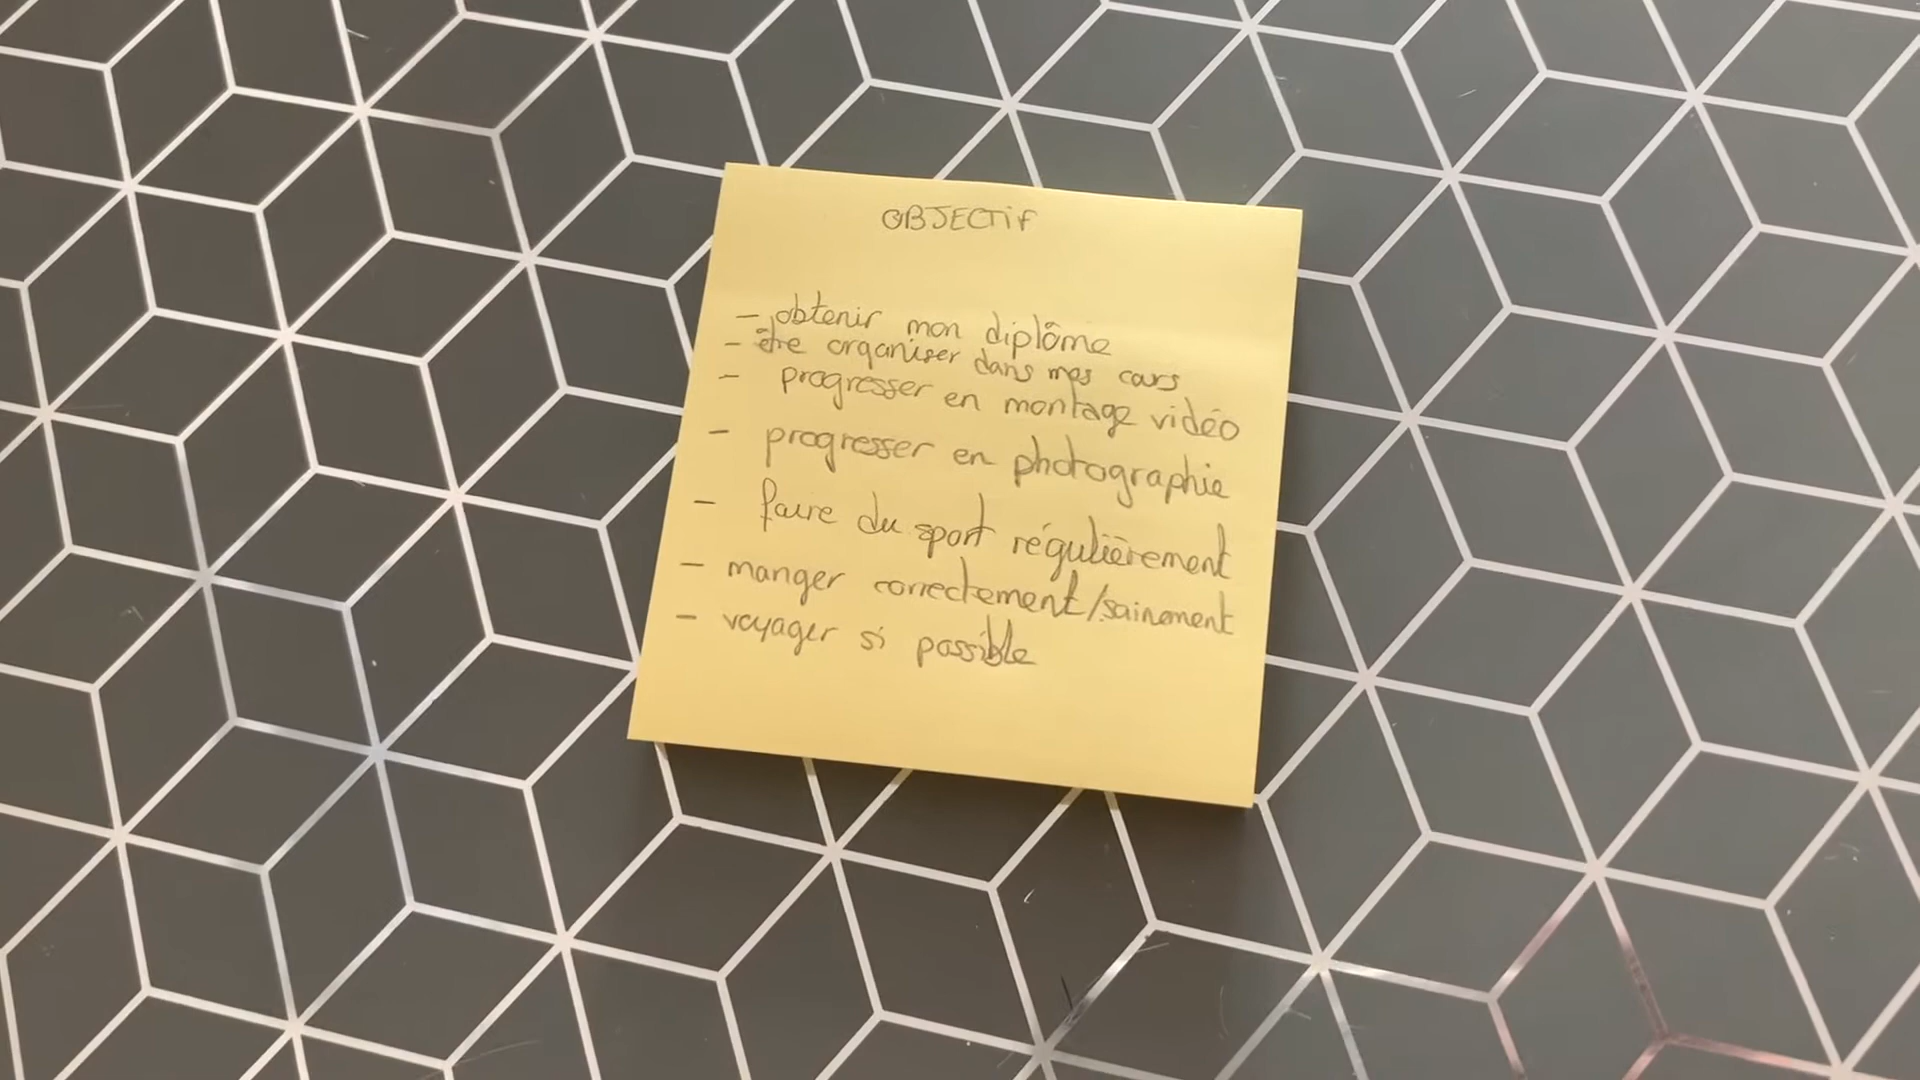 OBJECTif
- obtenir mon diplôme
- être organiser dans mes cours
- progresser en montage vidéo
- progresser en photographie
- faire du sport régulièrement
- manger correctement/sainement
- voyager si possible